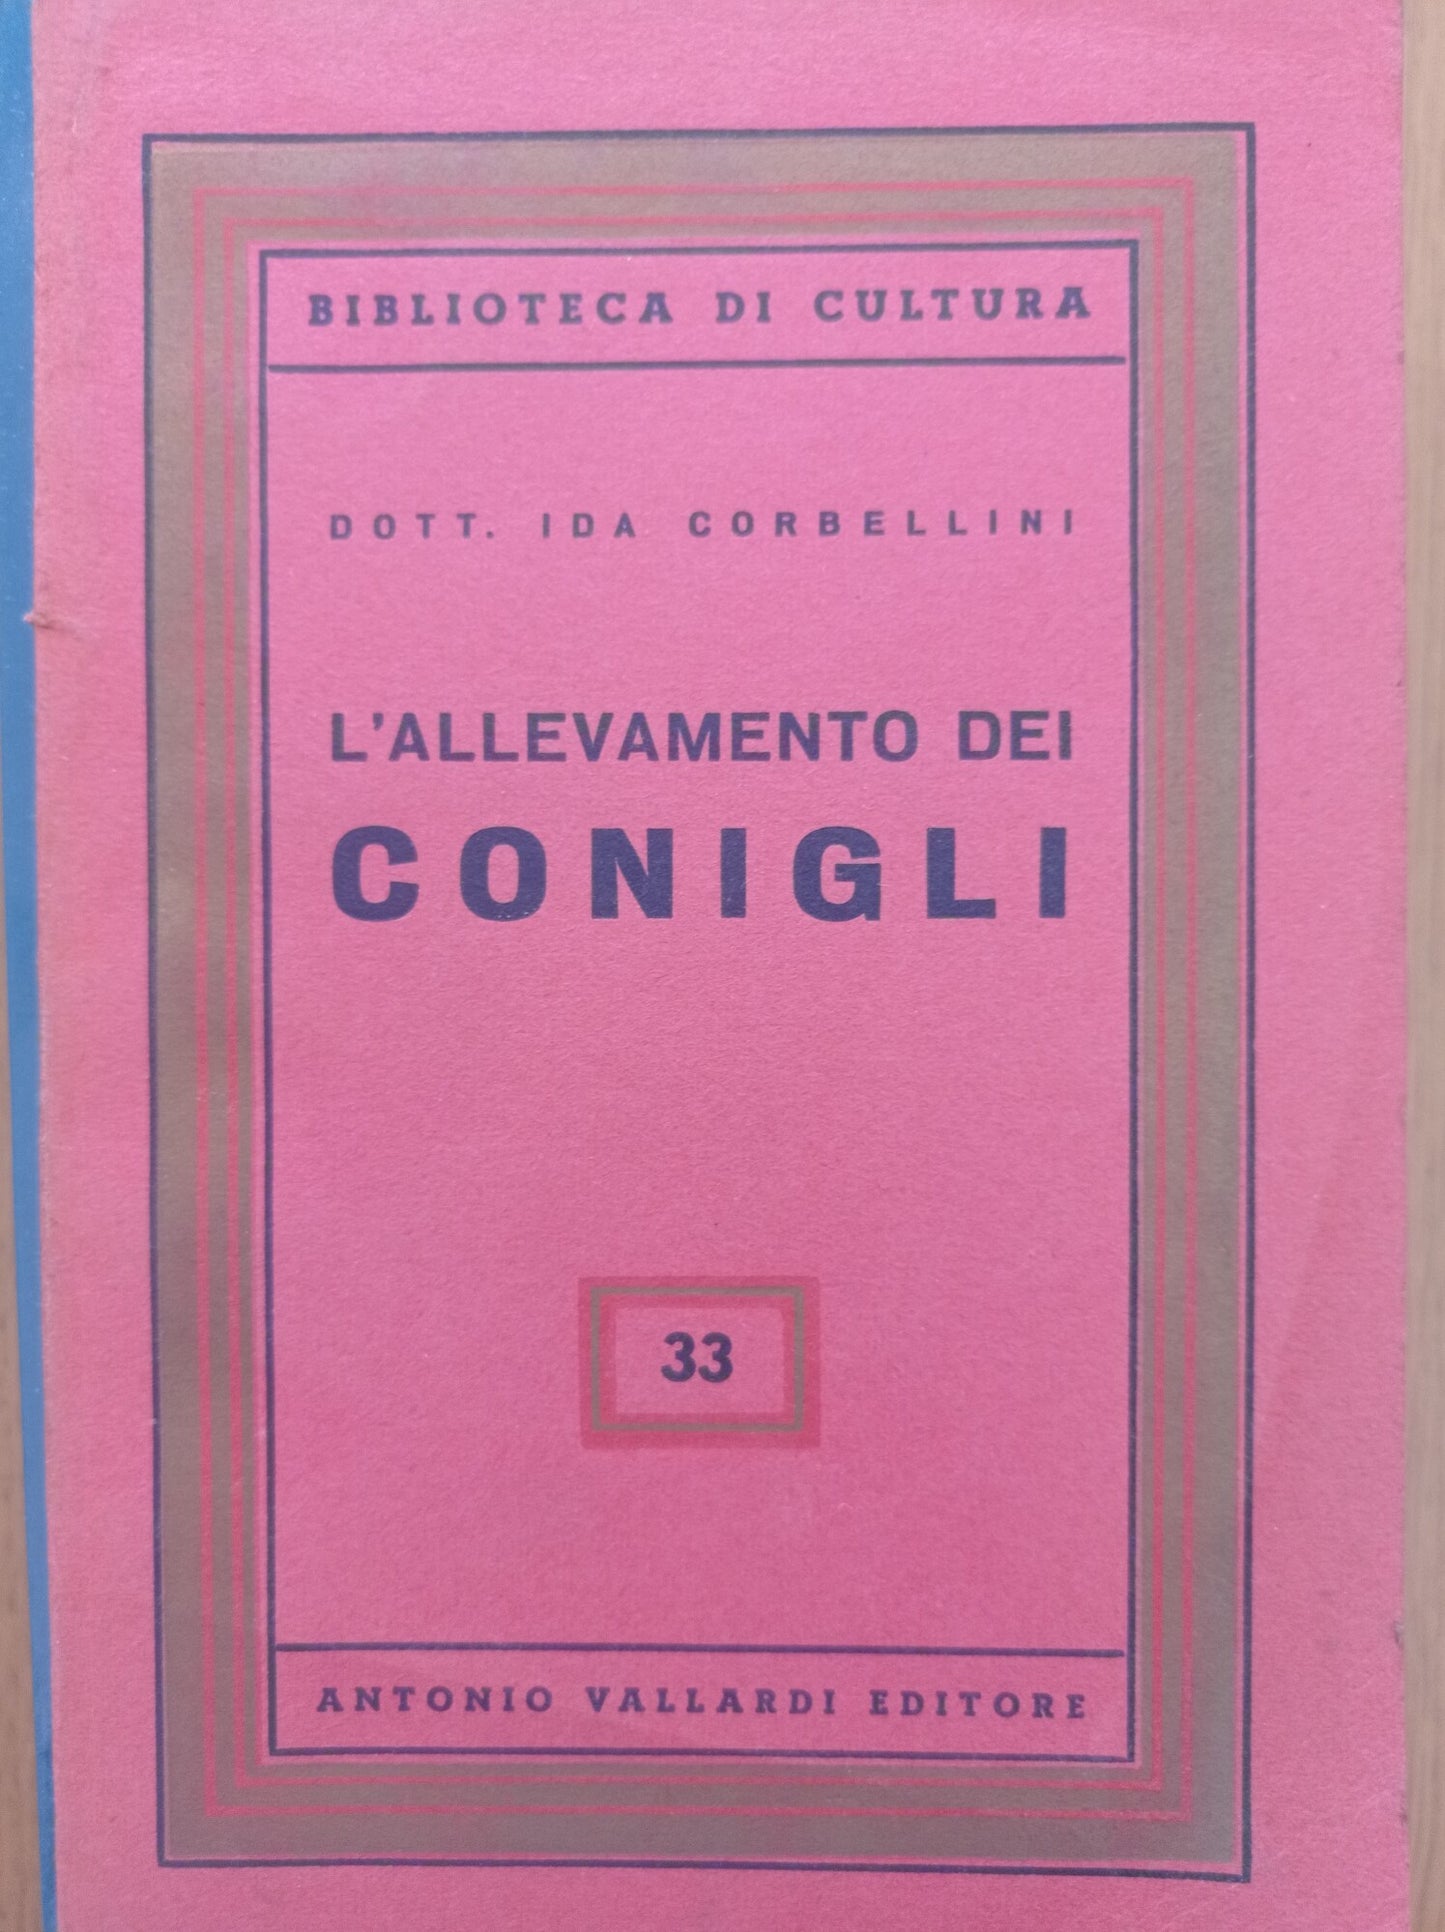 BIBLIOTECA DI CULTURA
DOTT. IDA CORBELLINI
L'ALLEVAMENTO DEI
CONIGLI
33
ANTONIO VALLARDI EDITORE